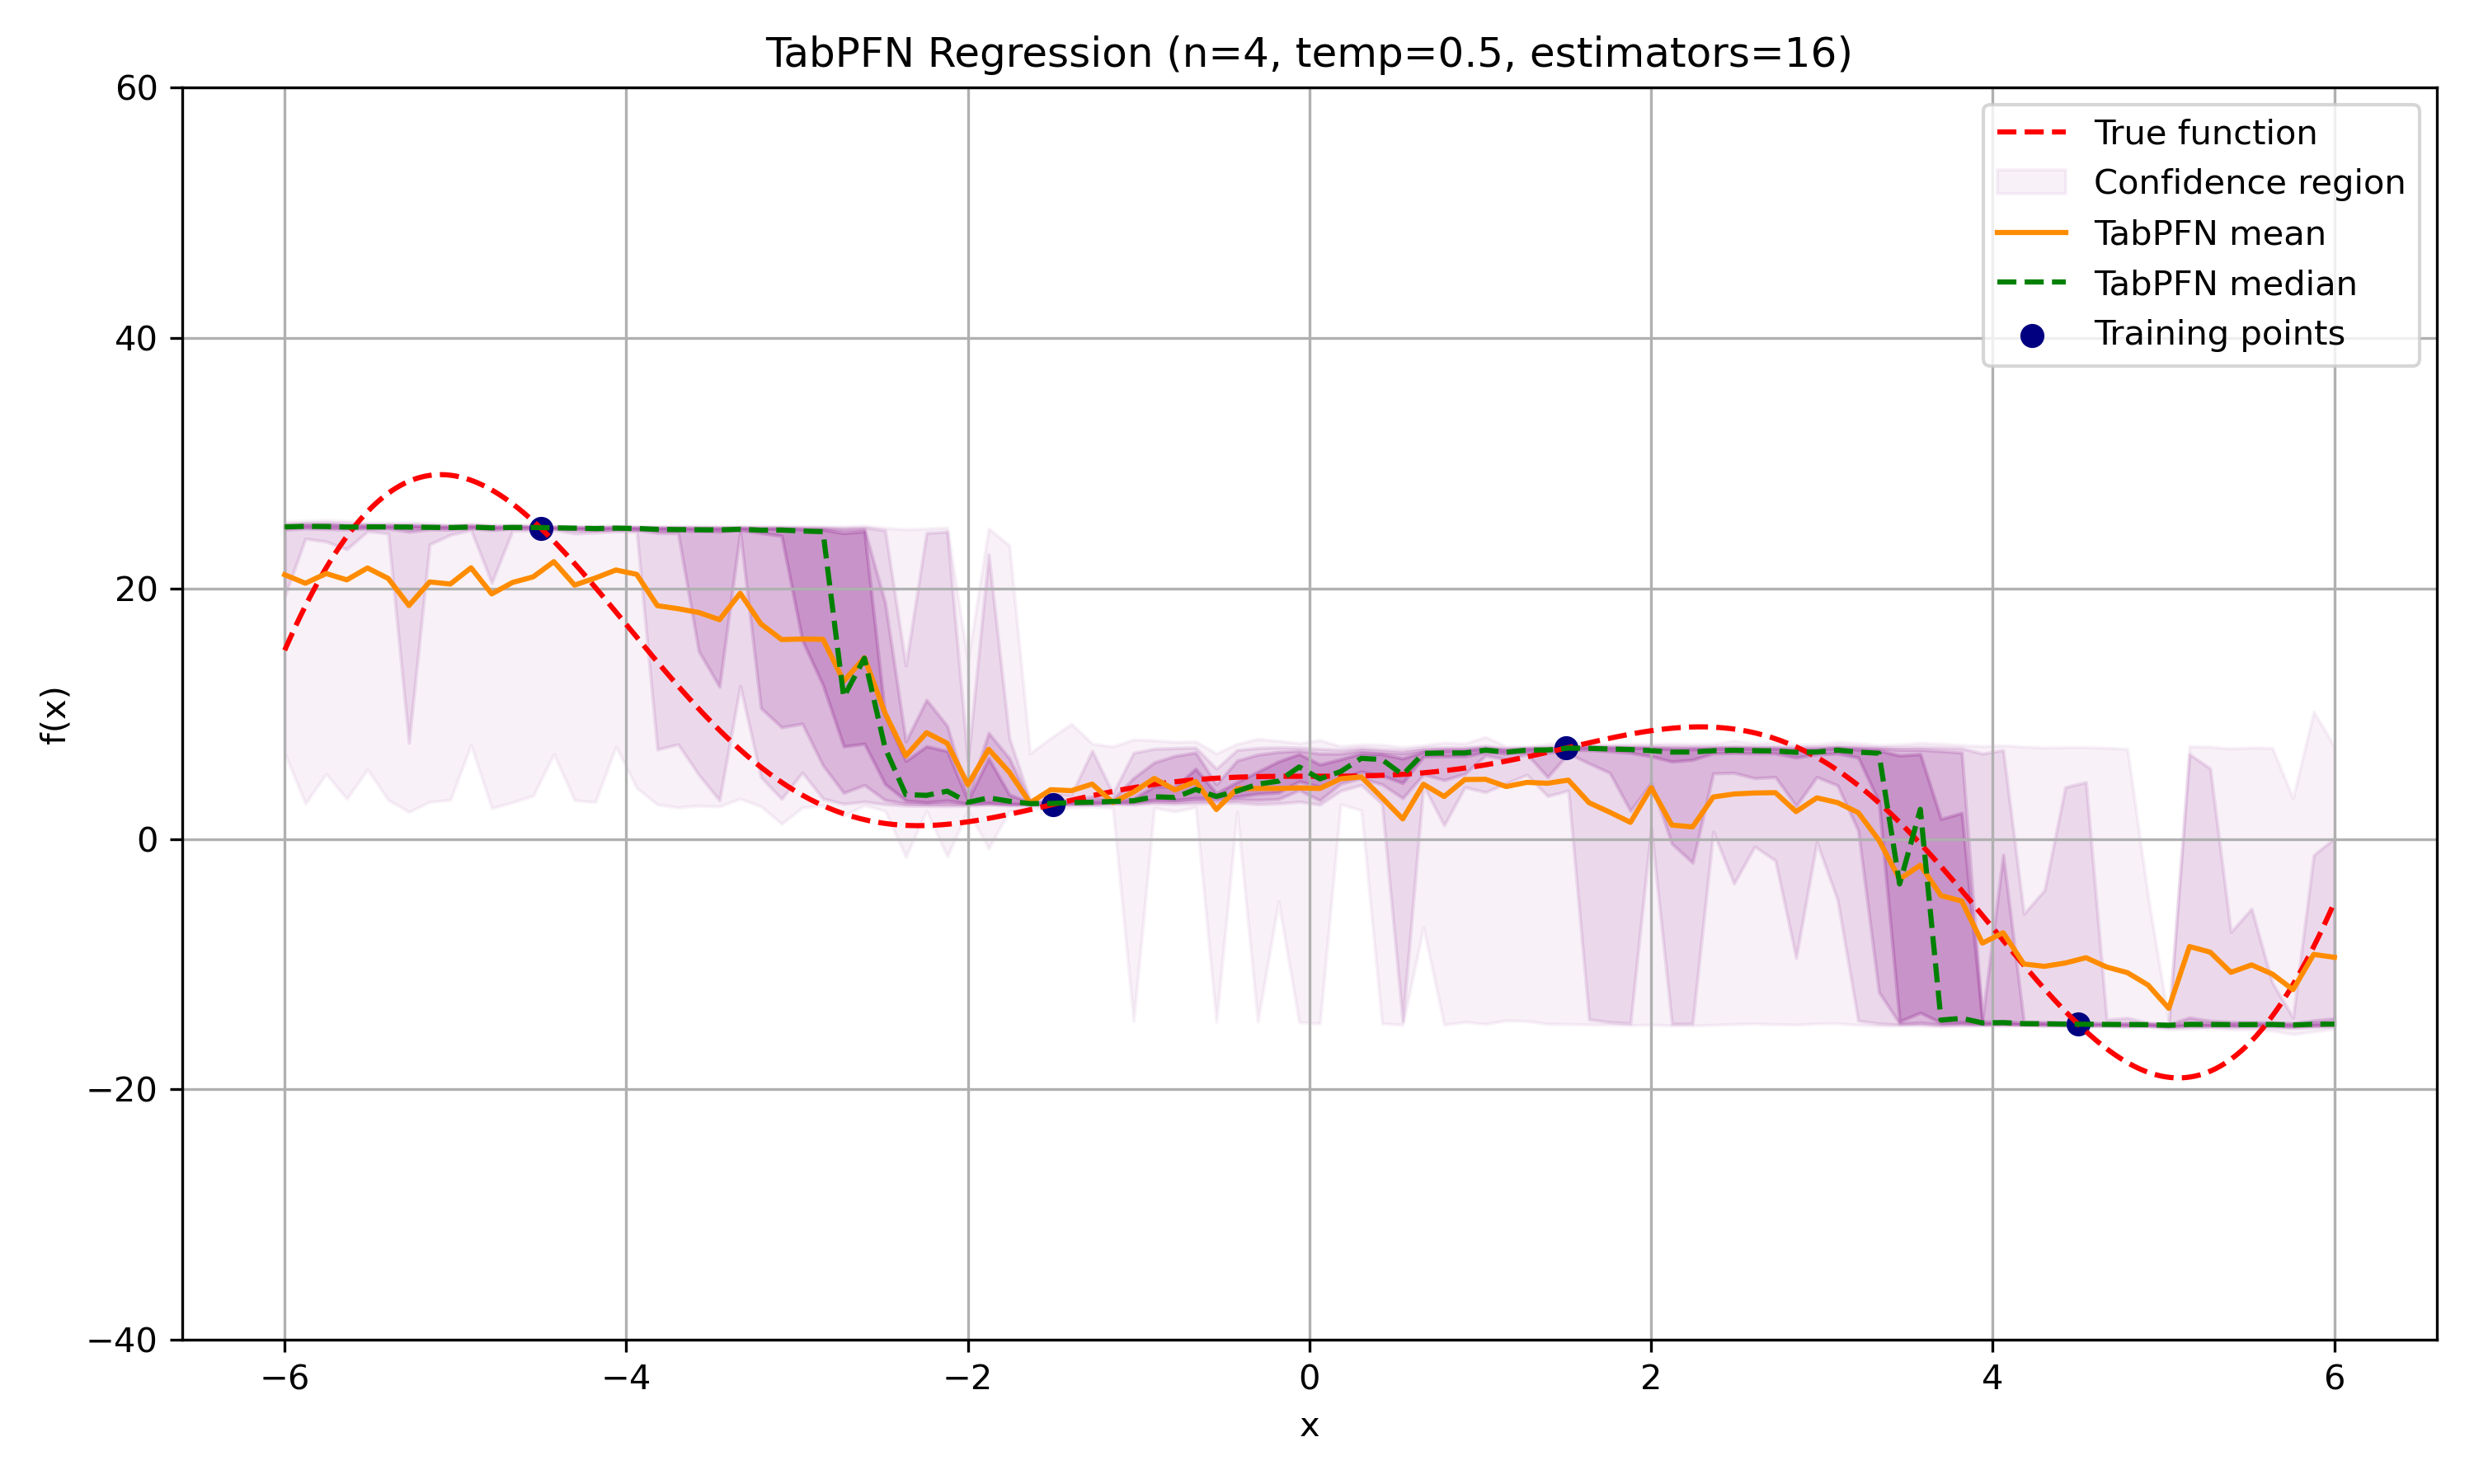 TabPFN Regression (n=4, temp=0.5, estimators=16)
True function
Confidence region
TabPFN mean
TabPFN median
Training points
60
40
20
0
−20
−40
f(x)
−6
−4
−2
0
2
4
6
x